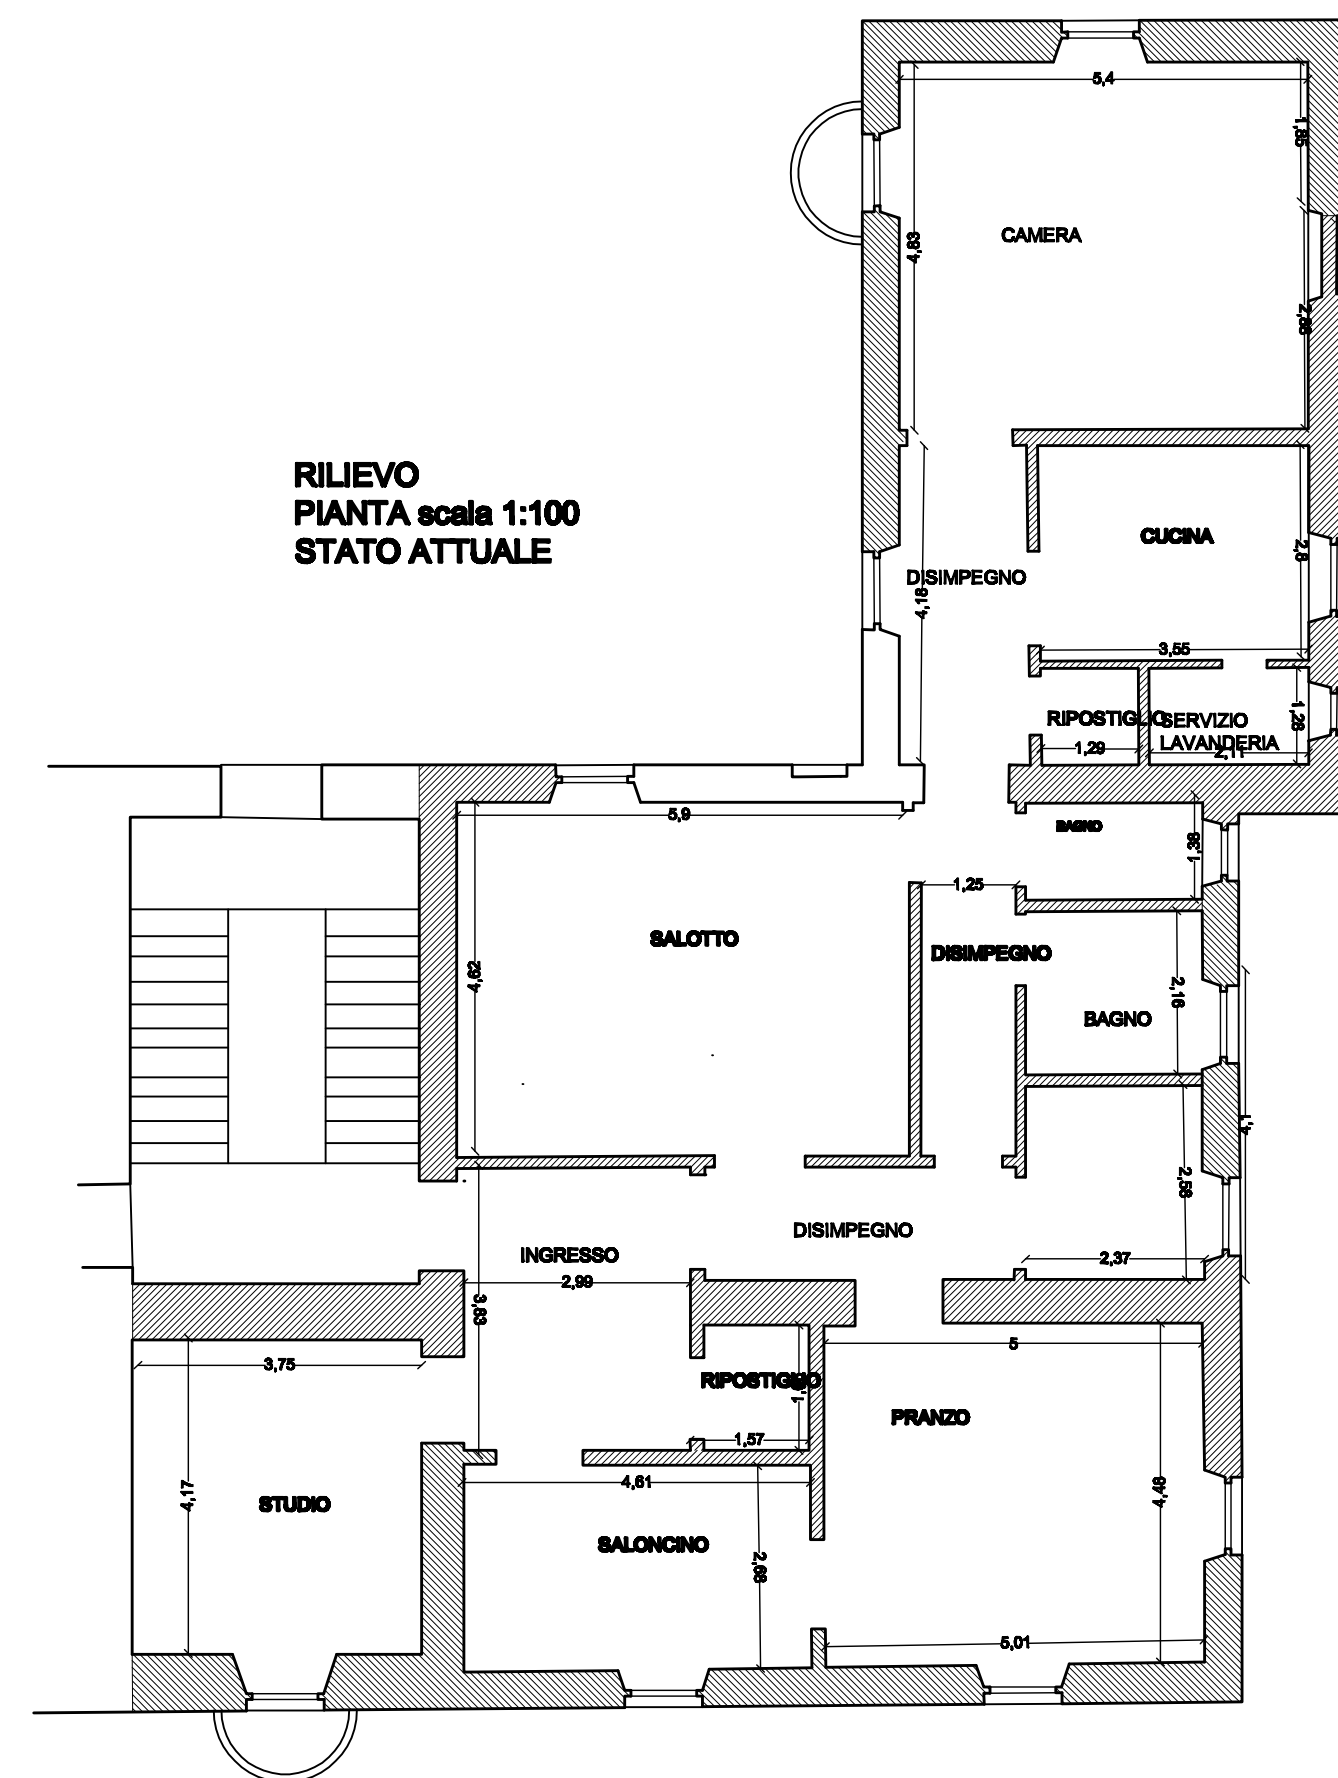 5,4
1,85
4,83
CAMERA
2,88
RILIEVO
PIANTA scala 1:100
STATO ATTUALE
CUCINA
2,8
DISIMPEGNO
4,18
3,55
RIPOSTIGLIO
SERVIZIO
LAVANDERIA
1,28
1,29
2,11
5,9
BAGNO
1,38
1,25
SALOTTO
DISIMPEGNO
4,62
2,16
BAGNO
2,58
DISIMPEGNO
INGRESSO
2,37
2,99
3,83
5
3,75
RIPOSTIGLIO
PRANZO
1,57
4,61
4,17
4,46
STUDIO
SALONCINO
2,68
5,01